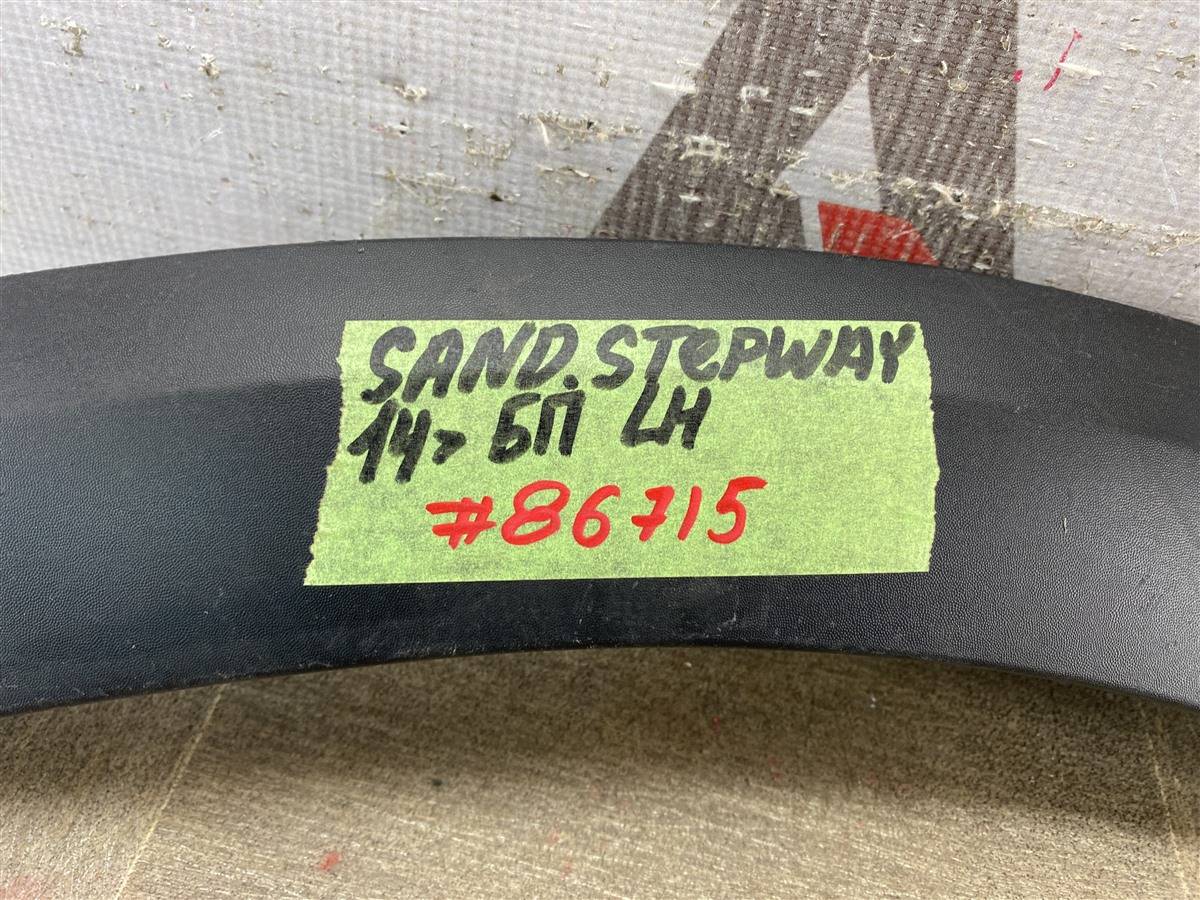 SAND. STEPWAY
14> БП LH
#86715